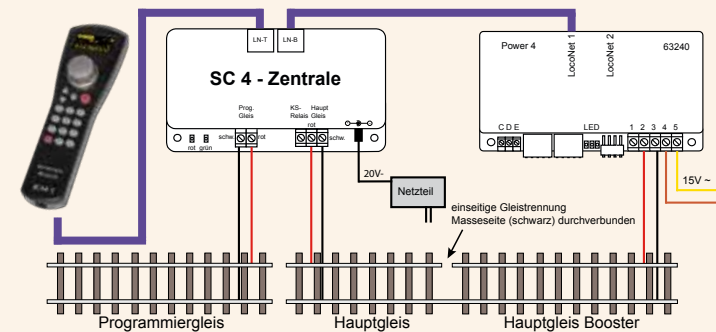 LN-T
LN-B
SC 4 - Zentrale
Prog.
Gleis
KS-
Relais
Haupt
Gleis
rot
schw.
rot
schw.
rot grün
Power 4
LocoNet 1
LocoNet 2
63240
C D E
LED
1 2 3 4 5
20V-
Netzteil
15V ~
einseitige Gleistrennung
Masseseite (schwarz) durchverbunden
Programmiergleis
Hauptgleis
Hauptgleis Booster